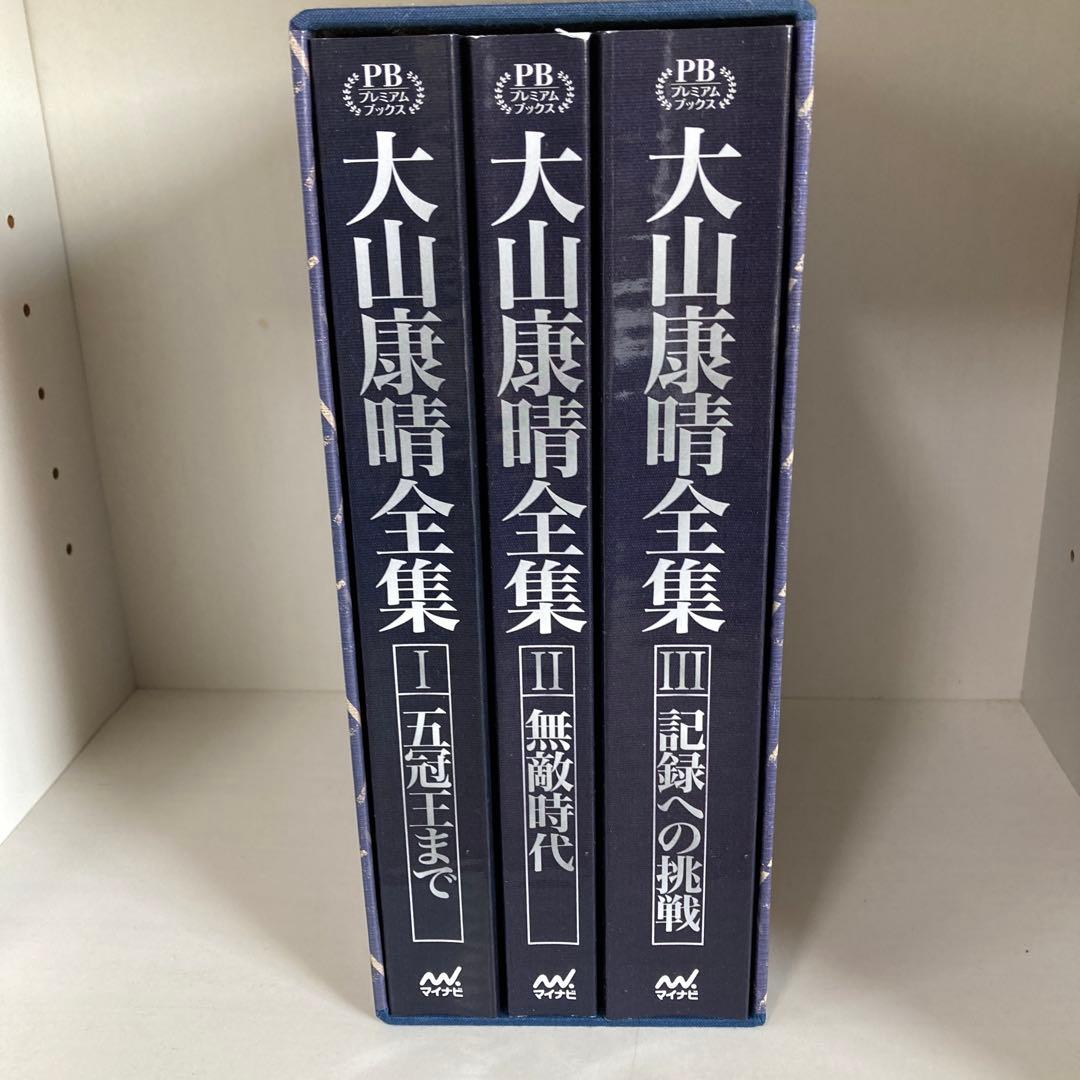 PB
プレミアム
ブックス
大山康晴全集
I
五冠王まで
マイナビ
PB
プレミアム
ブックス
大山康晴全集
II
無敵時代
マイナビ
PB
プレミアム
ブックス
大山康晴全集
III
記録への挑戦
マイナビ